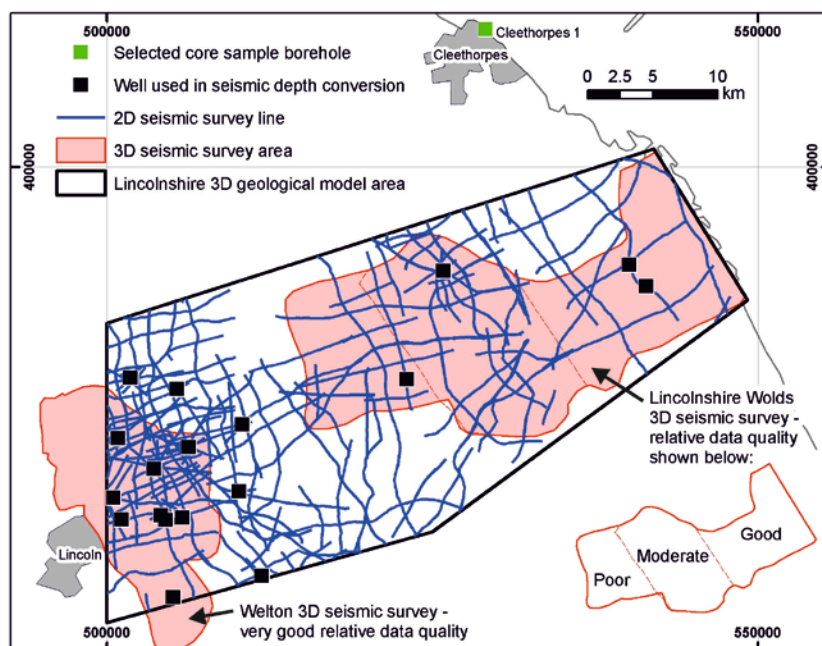 500000
550000
Selected core sample borehole
Cleethorpes 1
Cleethorpes
Well used in seismic depth conversion
0 2.5 5 10
km
2D seismic survey line
3D seismic survey area
400000
400000
Lincolnshire 3D geological model area
Lincolnshire Wolds
3D seismic survey -
relative data quality
shown below:
Good
Moderate
Poor
Lincoln
Welton 3D seismic survey -
very good relative data quality
500000
550000